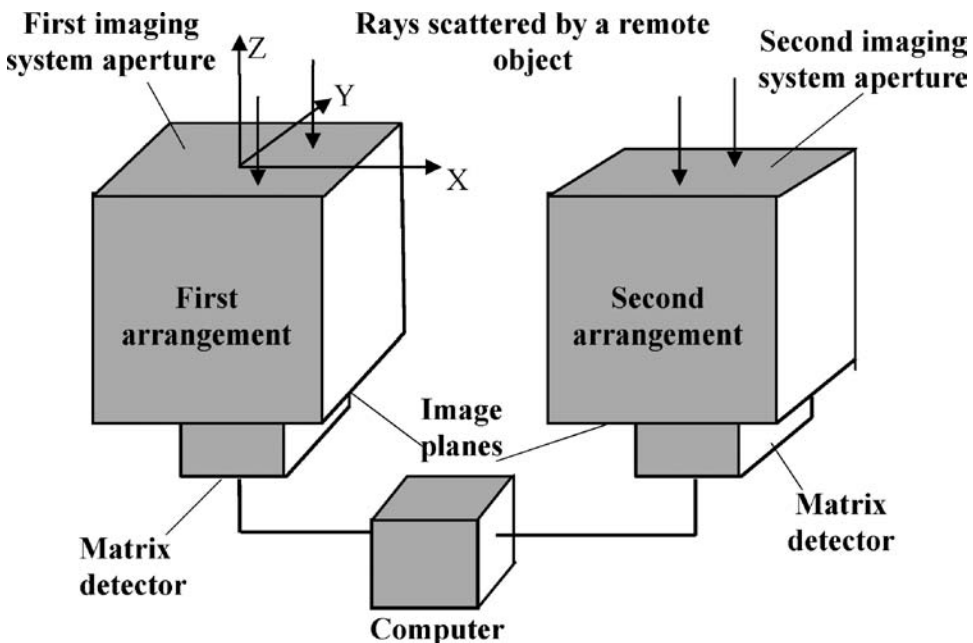 First imaging
system aperture
Rays scattered by a remote
object
Second imaging
system aperture
Z
Y
X
First
arrangement
Second
arrangement
Image
planes
Matrix
detector
Matrix
detector
Computer